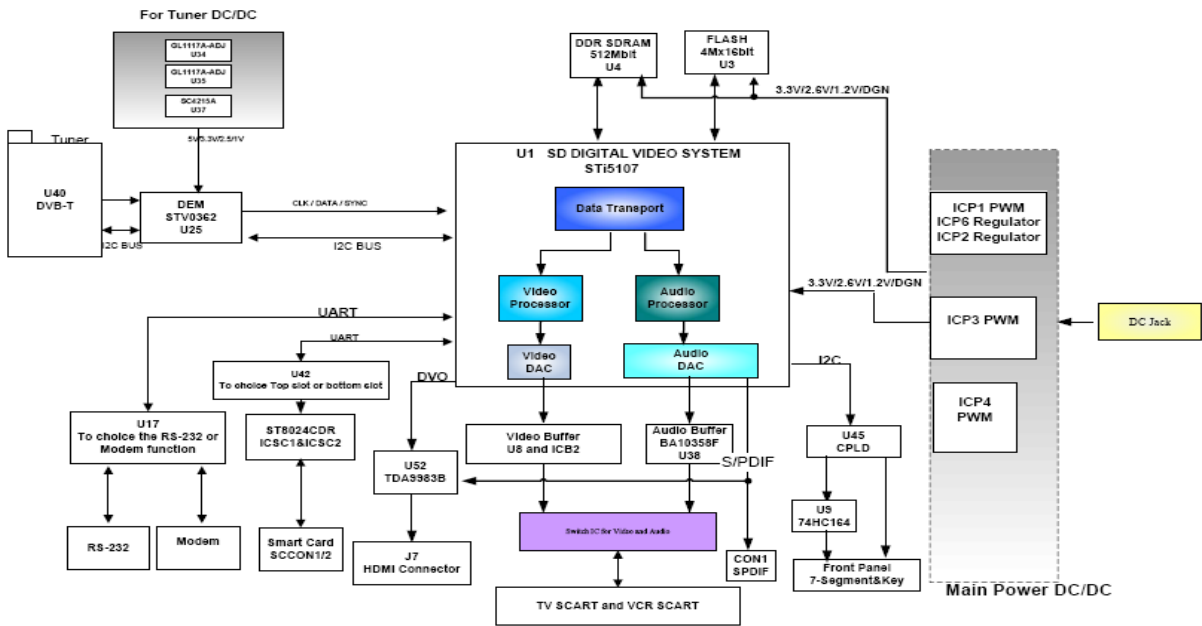 For Tuner DC/DC
GL1117A-ADJ
U34
GL1117A-ADJ
U35
SC4215A
U37
5V/3.3V/2.5/1V
Tuner
U40
DVB-T
I2C BUS
DEM
STV0362
U25
CLK / DATA / SYNC
I2C BUS
DDR SDRAM
512Mbit
U4
FLASH
4Mx16bit
U3
3.3V/2.6V/1.2V/DGN
U1 SD DIGITAL VIDEO SYSTEM
STi5107
Data Transport
Video
Processor
Audio
Processor
Video
DAC
Audio
DAC
ICP1 PWM
ICP6 Regulator
ICP2 Regulator
3.3V/2.6V/1.2V/DGN
ICP3 PWM
DC Jack
ICP4
PWM
Main Power DC/DC
UART
UART
U42
To choice Top slot or bottom slot
DVO
I2C
U17
To choice the RS-232 or
Modem function
ST8024CDR
ICSC1&ICSC2
Video Buffer
U8 and ICB2
Audio Buffer
BA10358F
U38
S/PDIF
U45
CPLD
U52
TDA9983B
U9
74HC164
RS-232
Modem
Smart Card
SCCON1/2
J7
HDMI Connector
Switch IC for Video and Audio
CON1
SPDIF
Front Panel
7-Segment&Key
TV SCART and VCR SCART